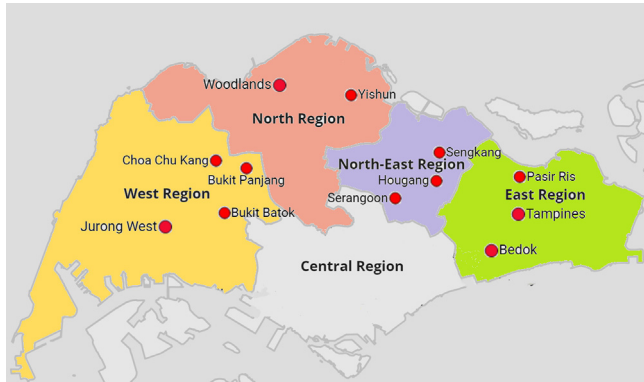 Woodlands
Yishun
North Region
Sengkang
Choa Chu Kang
North-East Region
Bukit Panjang
Pasir Ris
Hougang
West Region
East Region
Serangoon
Bukit Batok
Tampines
Jurong West
Bedok
Central Region